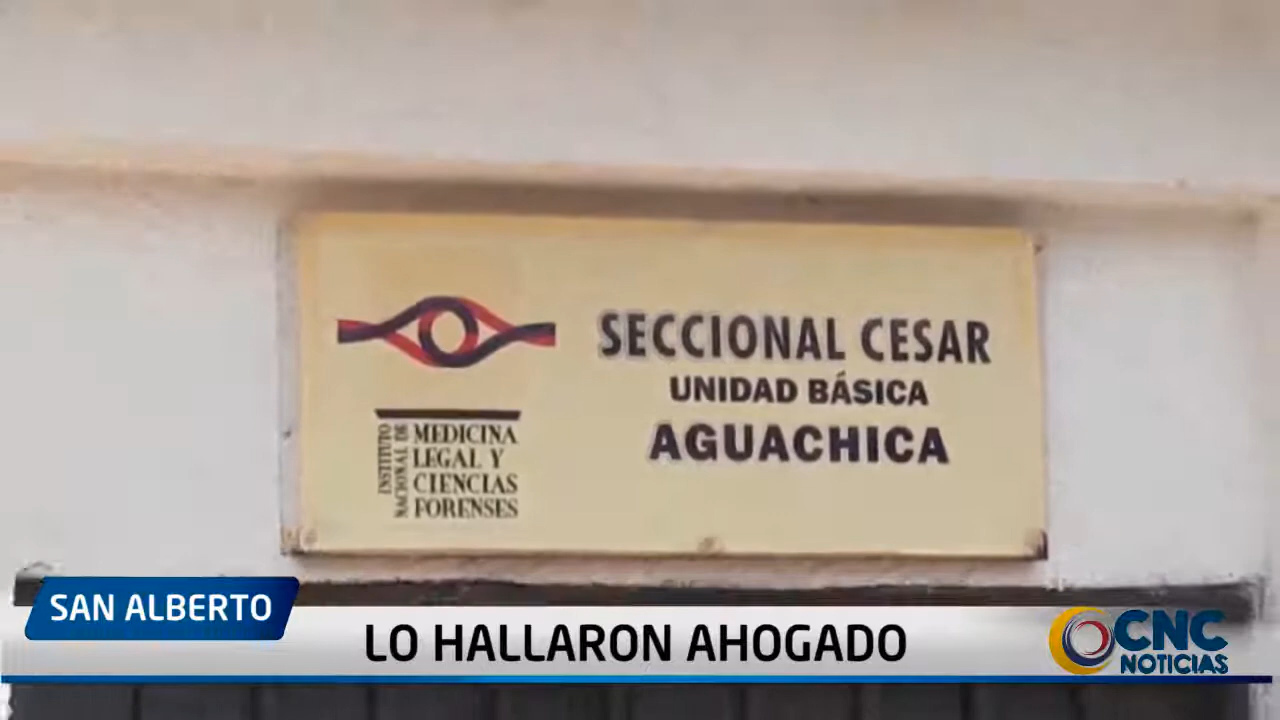 SECCIONAL CESAR
UNIDAD BÁSICA
AGUACHICA
INSTITUTO
NACIONAL DE
MEDICINA
LEGAL Y
CIENCIAS
FORENSES
SAN ALBERTO
LO HALLARON AHOGADO
CNC
NOTICIAS